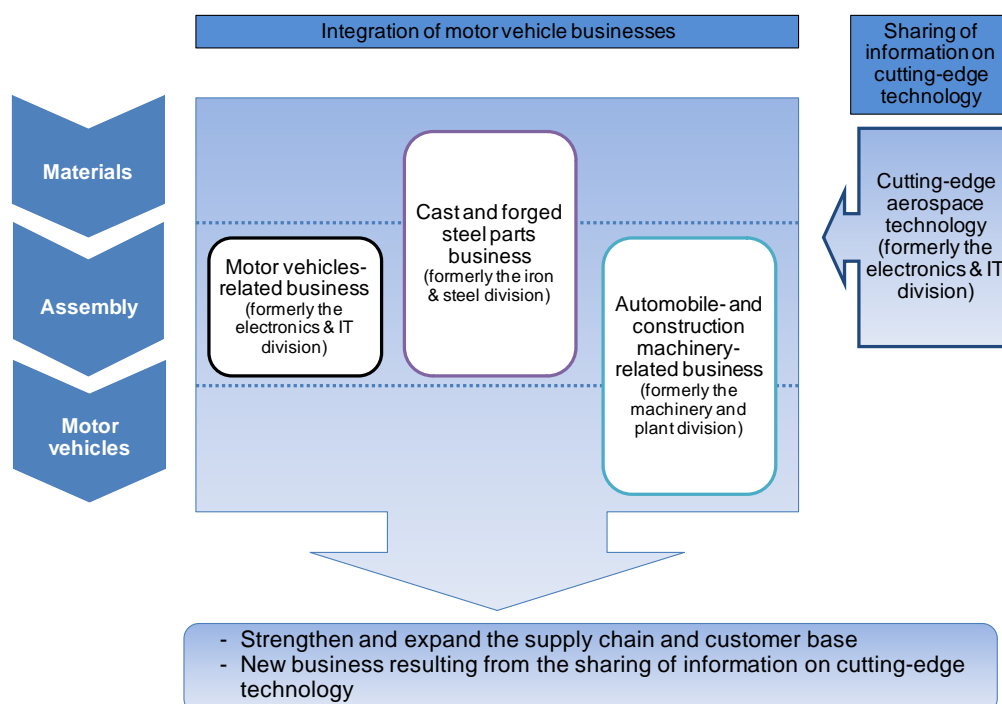 Integration of motor vehicle businesses
Sharing of
information on
cutting-edge
technology
Materials
Assembly
Motor
vehicles
Motor vehicles-
related business
(formerly the
electronics & IT
division)
Cast and forged
steel parts
business
(formerly the iron
& steel division)
Automobile- and
construction
machinery-
related business
(formerly the
machinery and
plant division)
Cutting-edge
aerospace
technology
(formerly the
electronics & IT
division)
- Strengthen and expand the supply chain and customer base
- New business resulting from the sharing of information on cutting-edge
technology